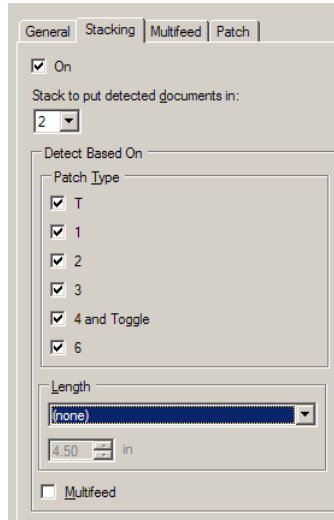 General Stacking Multifeed Patch
On
Stack to put detected documents in:
2
Detect Based On
Patch Type
T
1
2
3
4 and Toggle
6
Length
(none)
4.50 in
Multifeed